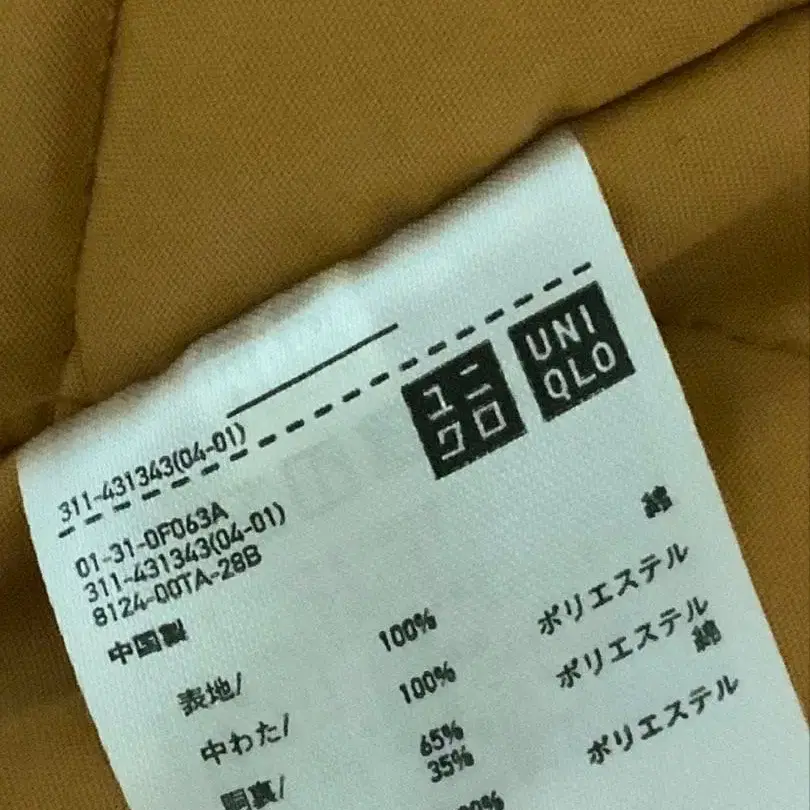 ユニクロ UNIQLO
311-431343(04-01)
01-31-0F063A
311-431343(04-01)
8124-00TA-28B
中国製
表地/ 100% 綿
中わた/ 100% ポリエステル
胴裏/ 65% ポリエステル
35% 綿
ポリエステル